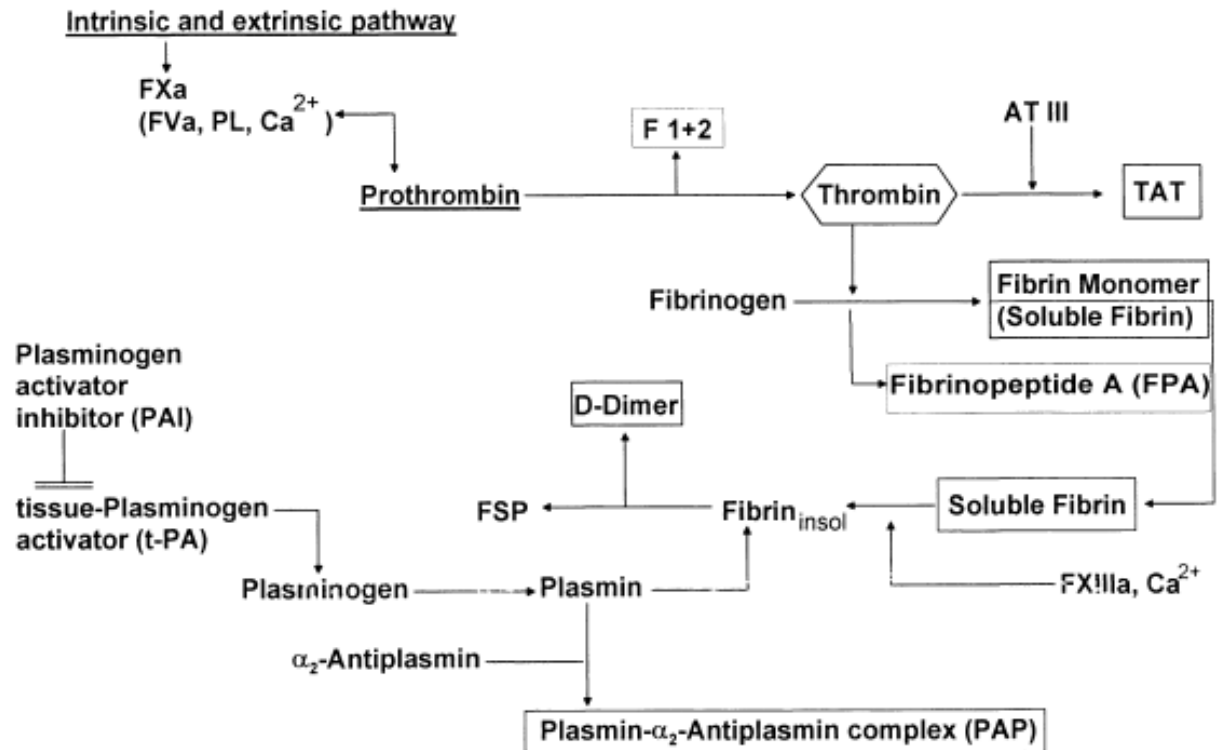 Intrinsic and extrinsic pathway
FXa
(FVa, PL, Ca2+ )
F 1+2
AT III
Prothrombin
Thrombin
TAT
Fibrinogen
Fibrin Monomer
(Soluble Fibrin)
Plasminogen
activator
inhibitor (PAI)
Fibrinopeptide A (FPA)
D-Dimer
tissue-Plasminogen
activator (t-PA)
FSP
Fibrin insol
Soluble Fibrin
Plasminogen
Plasmin
FXIIIa, Ca2+
α2-Antiplasmin
Plasmin-α2-Antiplasmin complex (PAP)